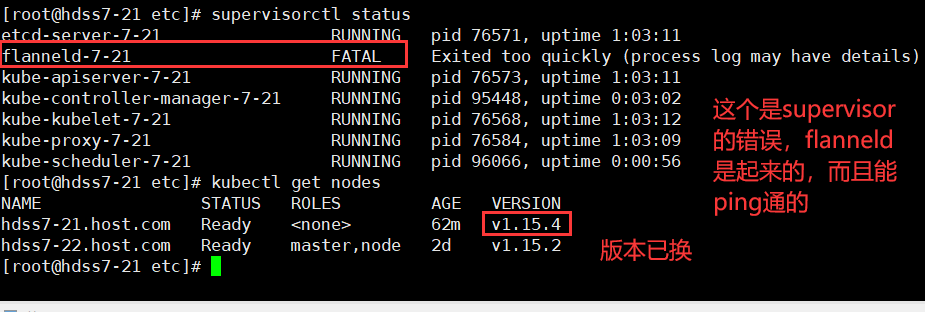 [root@hdss7-21 etc]# supervisorctl status
etcd-server-7-21 RUNNING pid 76571, uptime 1:03:11
flanneld-7-21 FATAL Exited too quickly (process log may have details)
kube-apiserver-7-21 RUNNING pid 76573, uptime 1:03:11
kube-controller-manager-7-21 RUNNING pid 95448, uptime 0:03:02
kube-kubelet-7-21 RUNNING pid 76568, uptime 1:03:12
kube-proxy-7-21 RUNNING pid 76584, uptime 1:03:09
kube-scheduler-7-21 RUNNING pid 96066, uptime 0:00:56
这个是supervisor
的错误，flanneld
是起来的，而且能
ping通的
[root@hdss7-21 etc]# kubectl get nodes
NAME STATUS ROLES AGE VERSION
hdss7-21.host.com Ready <none> 62m v1.15.4
hdss7-22.host.com Ready master,node 2d v1.15.2
版本已换
[root@hdss7-21 etc]#